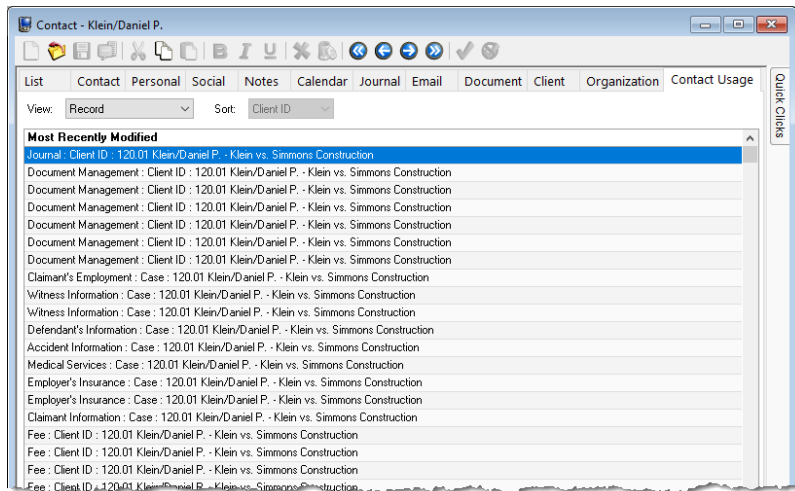 Contact - Klein/Daniel P.
B I U
List Contact Personal Social Notes Calendar Journal Email Document Client Organization Contact Usage
Quick Clicks
View: Record Sort: Client ID
Most Recently Modified
Journal : Client ID : 120.01 Klein/Daniel P. - Klein vs. Simmons Construction
Document Management : Client ID : 120.01 Klein/Daniel P. - Klein vs. Simmons Construction
Document Management : Client ID : 120.01 Klein/Daniel P. - Klein vs. Simmons Construction
Document Management : Client ID : 120.01 Klein/Daniel P. - Klein vs. Simmons Construction
Document Management : Client ID : 120.01 Klein/Daniel P. - Klein vs. Simmons Construction
Document Management : Client ID : 120.01 Klein/Daniel P. - Klein vs. Simmons Construction
Document Management : Client ID : 120.01 Klein/Daniel P. - Klein vs. Simmons Construction
Claimant's Employment : Case : 120.01 Klein/Daniel P. - Klein vs. Simmons Construction
Witness Information : Case : 120.01 Klein/Daniel P. - Klein vs. Simmons Construction
Witness Information : Case : 120.01 Klein/Daniel P. - Klein vs. Simmons Construction
Defendant's Information : Case : 120.01 Klein/Daniel P. - Klein vs. Simmons Construction
Accident Information : Case : 120.01 Klein/Daniel P. - Klein vs. Simmons Construction
Medical Services : Case : 120.01 Klein/Daniel P. - Klein vs. Simmons Construction
Employer's Insurance : Case : 120.01 Klein/Daniel P. - Klein vs. Simmons Construction
Employer's Insurance : Case : 120.01 Klein/Daniel P. - Klein vs. Simmons Construction
Claimant Information : Case : 120.01 Klein/Daniel P. - Klein vs. Simmons Construction
Fee : Client ID : 120.01 Klein/Daniel P. - Klein vs. Simmons Construction
Fee : Client ID : 120.01 Klein/Daniel P. - Klein vs. Simmons Construction
Fee : Client ID : 120.01 Klein/Daniel P. - Klein vs. Simmons Construction
Fee : Client ID : 120.01 Klein/Daniel P. - Klein vs. Simmons Construction